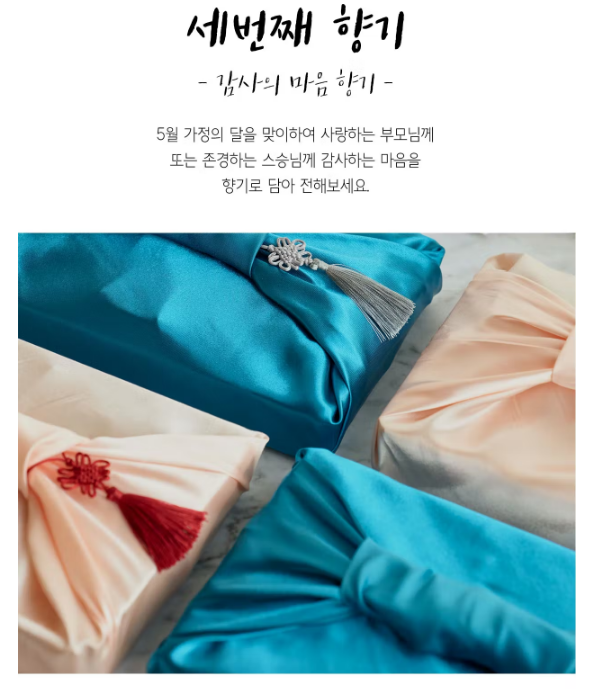 세번째 향기
- 감사의 마음 향기 -
5월 가정의 달을 맞이하여 사랑하는 부모님께
또는 존경하는 스승님께 감사하는 마음을
향기로 담아 전해보세요.